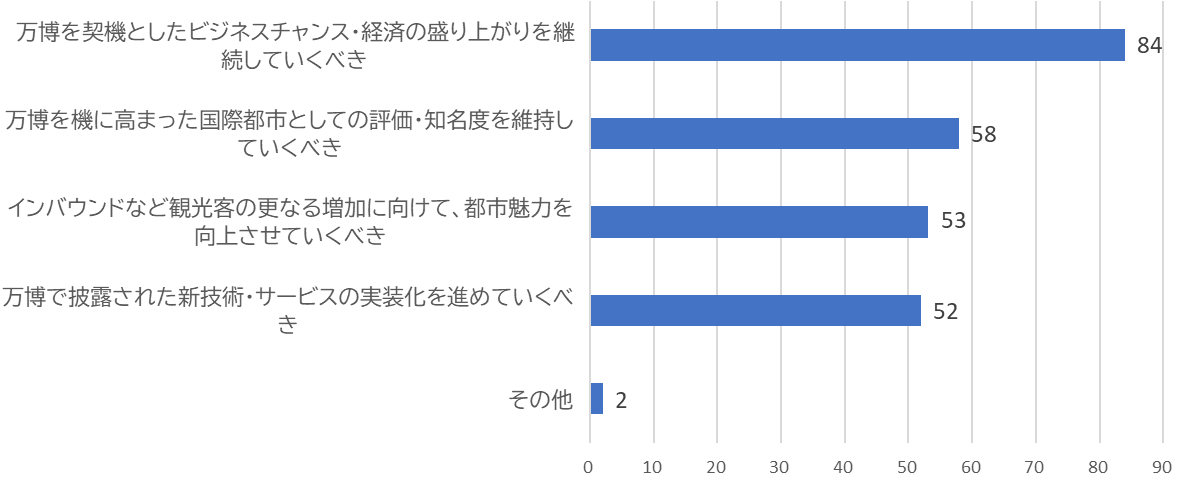 万博を契機としたビジネスチャンス・経済の盛り上がりを継
続していくべき
84
万博を機に高まった国際都市としての評価・知名度を維持し
ていくべき
58
インバウンドなど観光客の更なる増加に向けて、都市魅力を
向上させていくべき
53
万博で披露された新技術・サービスの実装化を進めていくべ
き
52
その他
2
0 10 20 30 40 50 60 70 80 90